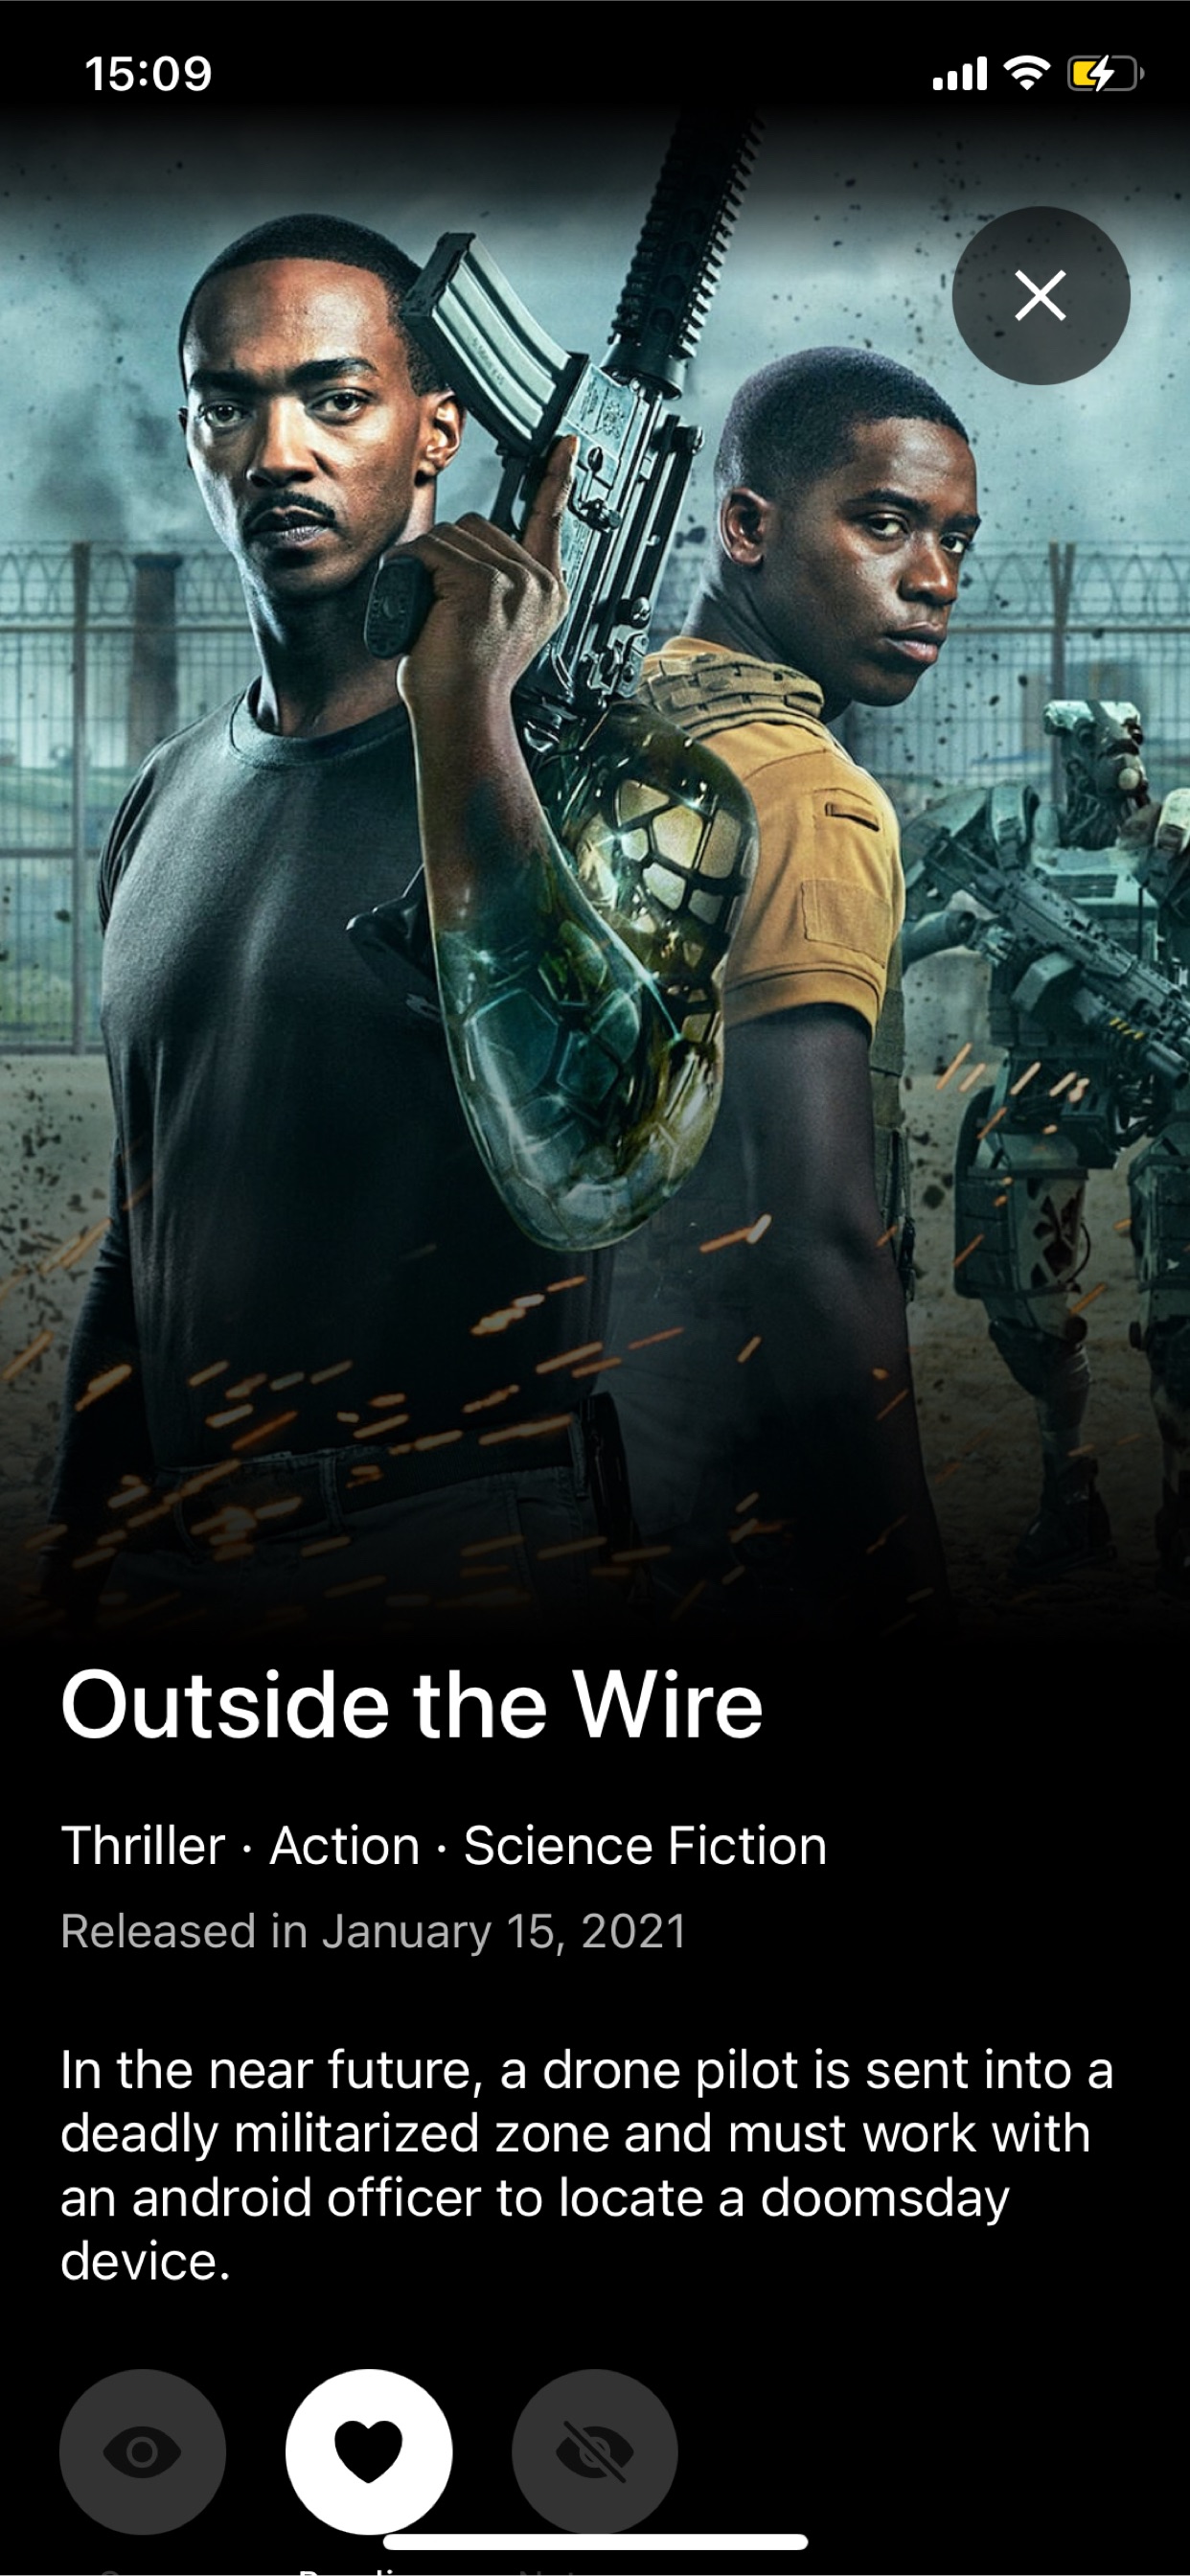 15:09
Outside the Wire
Thriller · Action · Science Fiction
Released in January 15, 2021
In the near future, a drone pilot is sent into a
deadly militarized zone and must work with
an android officer to locate a doomsday
device.